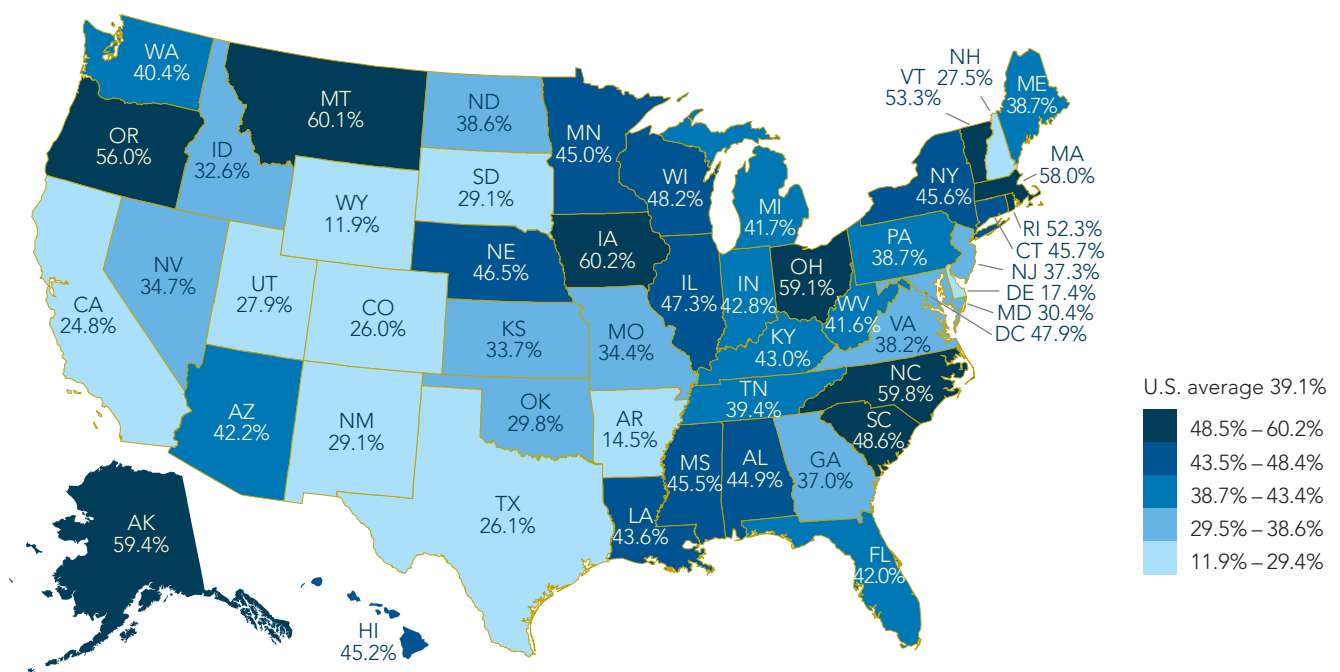 WA
40.4%
MT
60.1%
ND
38.6%
MN
45.0%
OR
56.0%
ID
32.6%
WY
11.9%
SD
29.1%
WI
48.2%
MI
41.7%
NY
45.6%
VT
53.3%
NH
27.5%
ME
38.7%
MA
58.0%
RI 52.3%
CT 45.7%
NJ 37.3%
DE 17.4%
MD 30.4%
DC 47.9%
PA
38.7%
NV
34.7%
UT
27.9%
CA
24.8%
CO
26.0%
NE
46.5%
IA
60.2%
IL
47.3%
IN
42.8%
OH
59.1%
WV
41.6%
VA
38.2%
KS
33.7%
MO
34.4%
KY
43.0%
TN
39.4%
NC
59.8%
SC
48.6%
AZ
42.2%
NM
29.1%
OK
29.8%
AR
14.5%
MS
45.5%
AL
44.9%
GA
37.0%
TX
26.1%
LA
43.6%
FL
42.0%
AK
59.4%
HI
45.2%
U.S. average 39.1%
48.5% – 60.2%
43.5% – 48.4%
38.7% – 43.4%
29.5% – 38.6%
11.9% – 29.4%